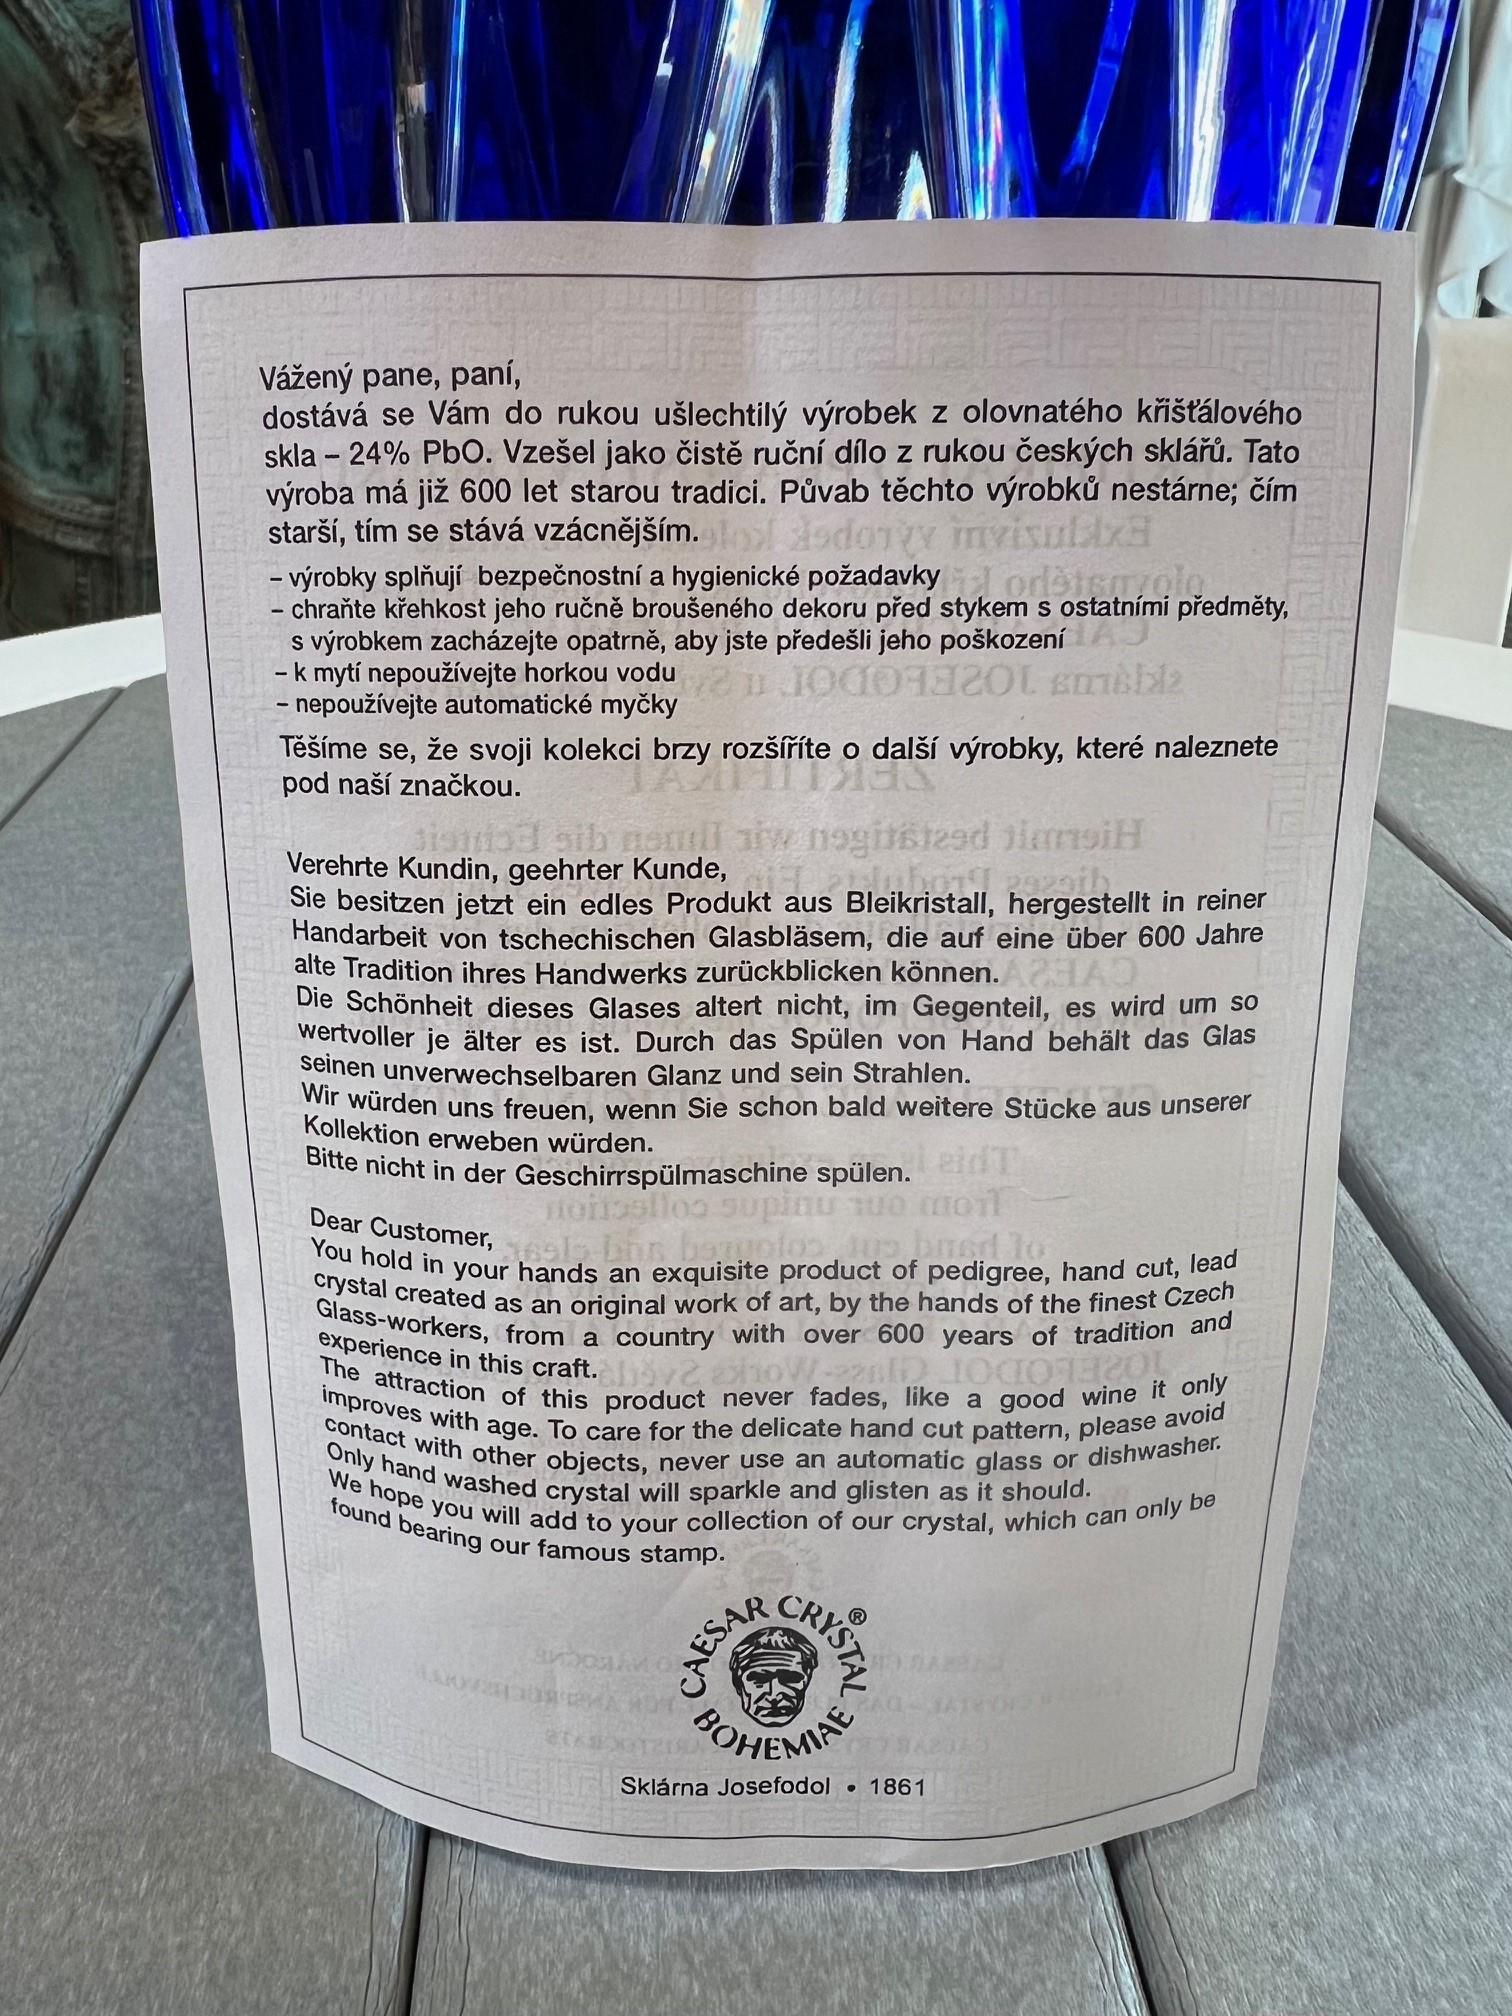 Vážený pane, paní,
dostává se Vám do rukou ušlechtilý výrobek z olovnatého křišťálového
skla – 24% PbO. Vzešel jako čistě ruční dílo z rukou českých sklářů. Tato
výroba má již 600 let starou tradici. Půvab těchto výrobků nestárne; čím
starší, tím se stává vzácnějším.
– výrobky splňují bezpečnostní a hygienické požadavky
– chraňte křehkost jeho ručně broušeného dekoru před stykem s ostatními předměty,
s výrobkem zacházejte opatrně, aby jste předešli jeho poškození
– k mytí nepoužívejte horkou vodu
– nepoužívejte automatické myčky
Těšíme se, že svoji kolekci brzy rozšíříte o další výrobky, které naleznete
pod naší značkou.
Verehrte Kundin, geehrter Kunde,
Sie besitzen jetzt ein edles Produkt aus Bleikristall, hergestellt in reiner
Handarbeit von tschechischen Glasbläsem, die auf eine über 600 Jahre
alte Tradition ihres Handwerks zurückblicken können.
Die Schönheit dieses Glases altert nicht, im Gegenteil, es wird um so
wertvoller je älter es ist. Durch das Spülen von Hand behält das Glas
seinen unverwechselbaren Glanz und sein Strahlen.
Wir würden uns freuen, wenn Sie schon bald weitere Stücke aus unserer
Kollektion erweben würden.
Bitte nicht in der Geschirrspülmaschine spülen.
Dear Customer,
You hold in your hands an exquisite product of pedigree, hand cut, lead
crystal created as an original work of art, by the hands of the finest Czech
Glass-workers, from a country with over 600 years of tradition and
experience in this craft.
The attraction of this product never fades, like a good wine it only
improves with age. To care for the delicate hand cut pattern, please avoid
contact with other objects, never use an automatic glass or dishwasher.
Only hand washed crystal will sparkle and glisten as it should.
We hope you will add to your collection of our crystal, which can only be
found bearing our famous stamp.
CAESAR CRYSTAL ®
BOHEMIAE
Sklárna Josefodol • 1861